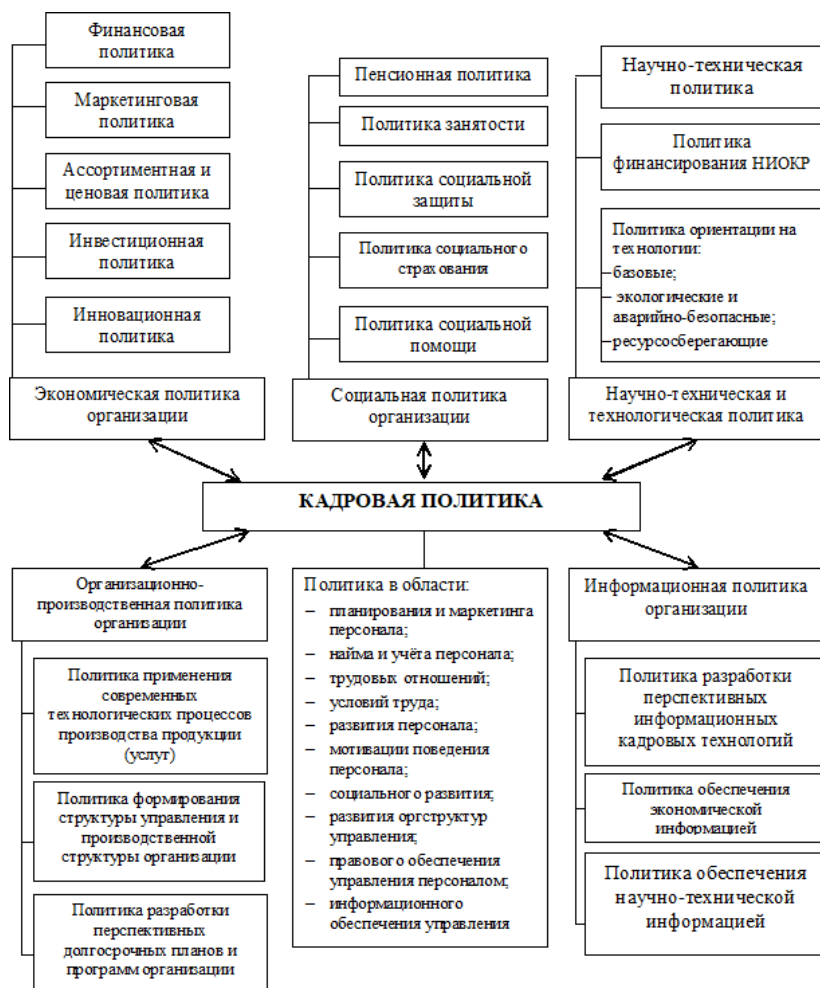 Финансовая
политика
Маркетинговая
политика
Ассортиментная и
ценовая политика
Инвестиционная
политика
Инновационная
политика
Экономическая политика
организации
Пенсионная политика
Политика занятости
Политика социальной
защиты
Политика социального
страхования
Политика социальной
помощи
Социальная политика
организации
Научно-техническая
политика
Политика
финансирования НИОКР
Политика ориентации на
технологии:
–базовые;
– экологические и
аварийно-безопасные;
–ресурсосберегающие
Научно-техническая и
технологическая политика
КАДРОВАЯ ПОЛИТИКА
Организационно-
производственная политика
организации
Политика применения
современных
технологических процессов
производства продукции
(услуг)
Политика формирования
структуры управления и
производственной
структуры организации
Политика разработки
перспективных
долгосрочных планов и
программ организации
Политика в области:
– планирования и маркетинга
персонала;
– найма и учёта персонала;
– трудовых отношений;
– условий труда;
– развития персонала;
– мотивации поведения
персонала;
– социального развития;
– развития оргструктур
управления;
– правового обеспечения
управления персоналом;
– информационного
обеспечения управления
Информационная политика
организации
Политика разработки
перспективных
информационных
кадровых технологий
Политика обеспечения
экономической
информацией
Политика обеспечения
научно-технической
информацией